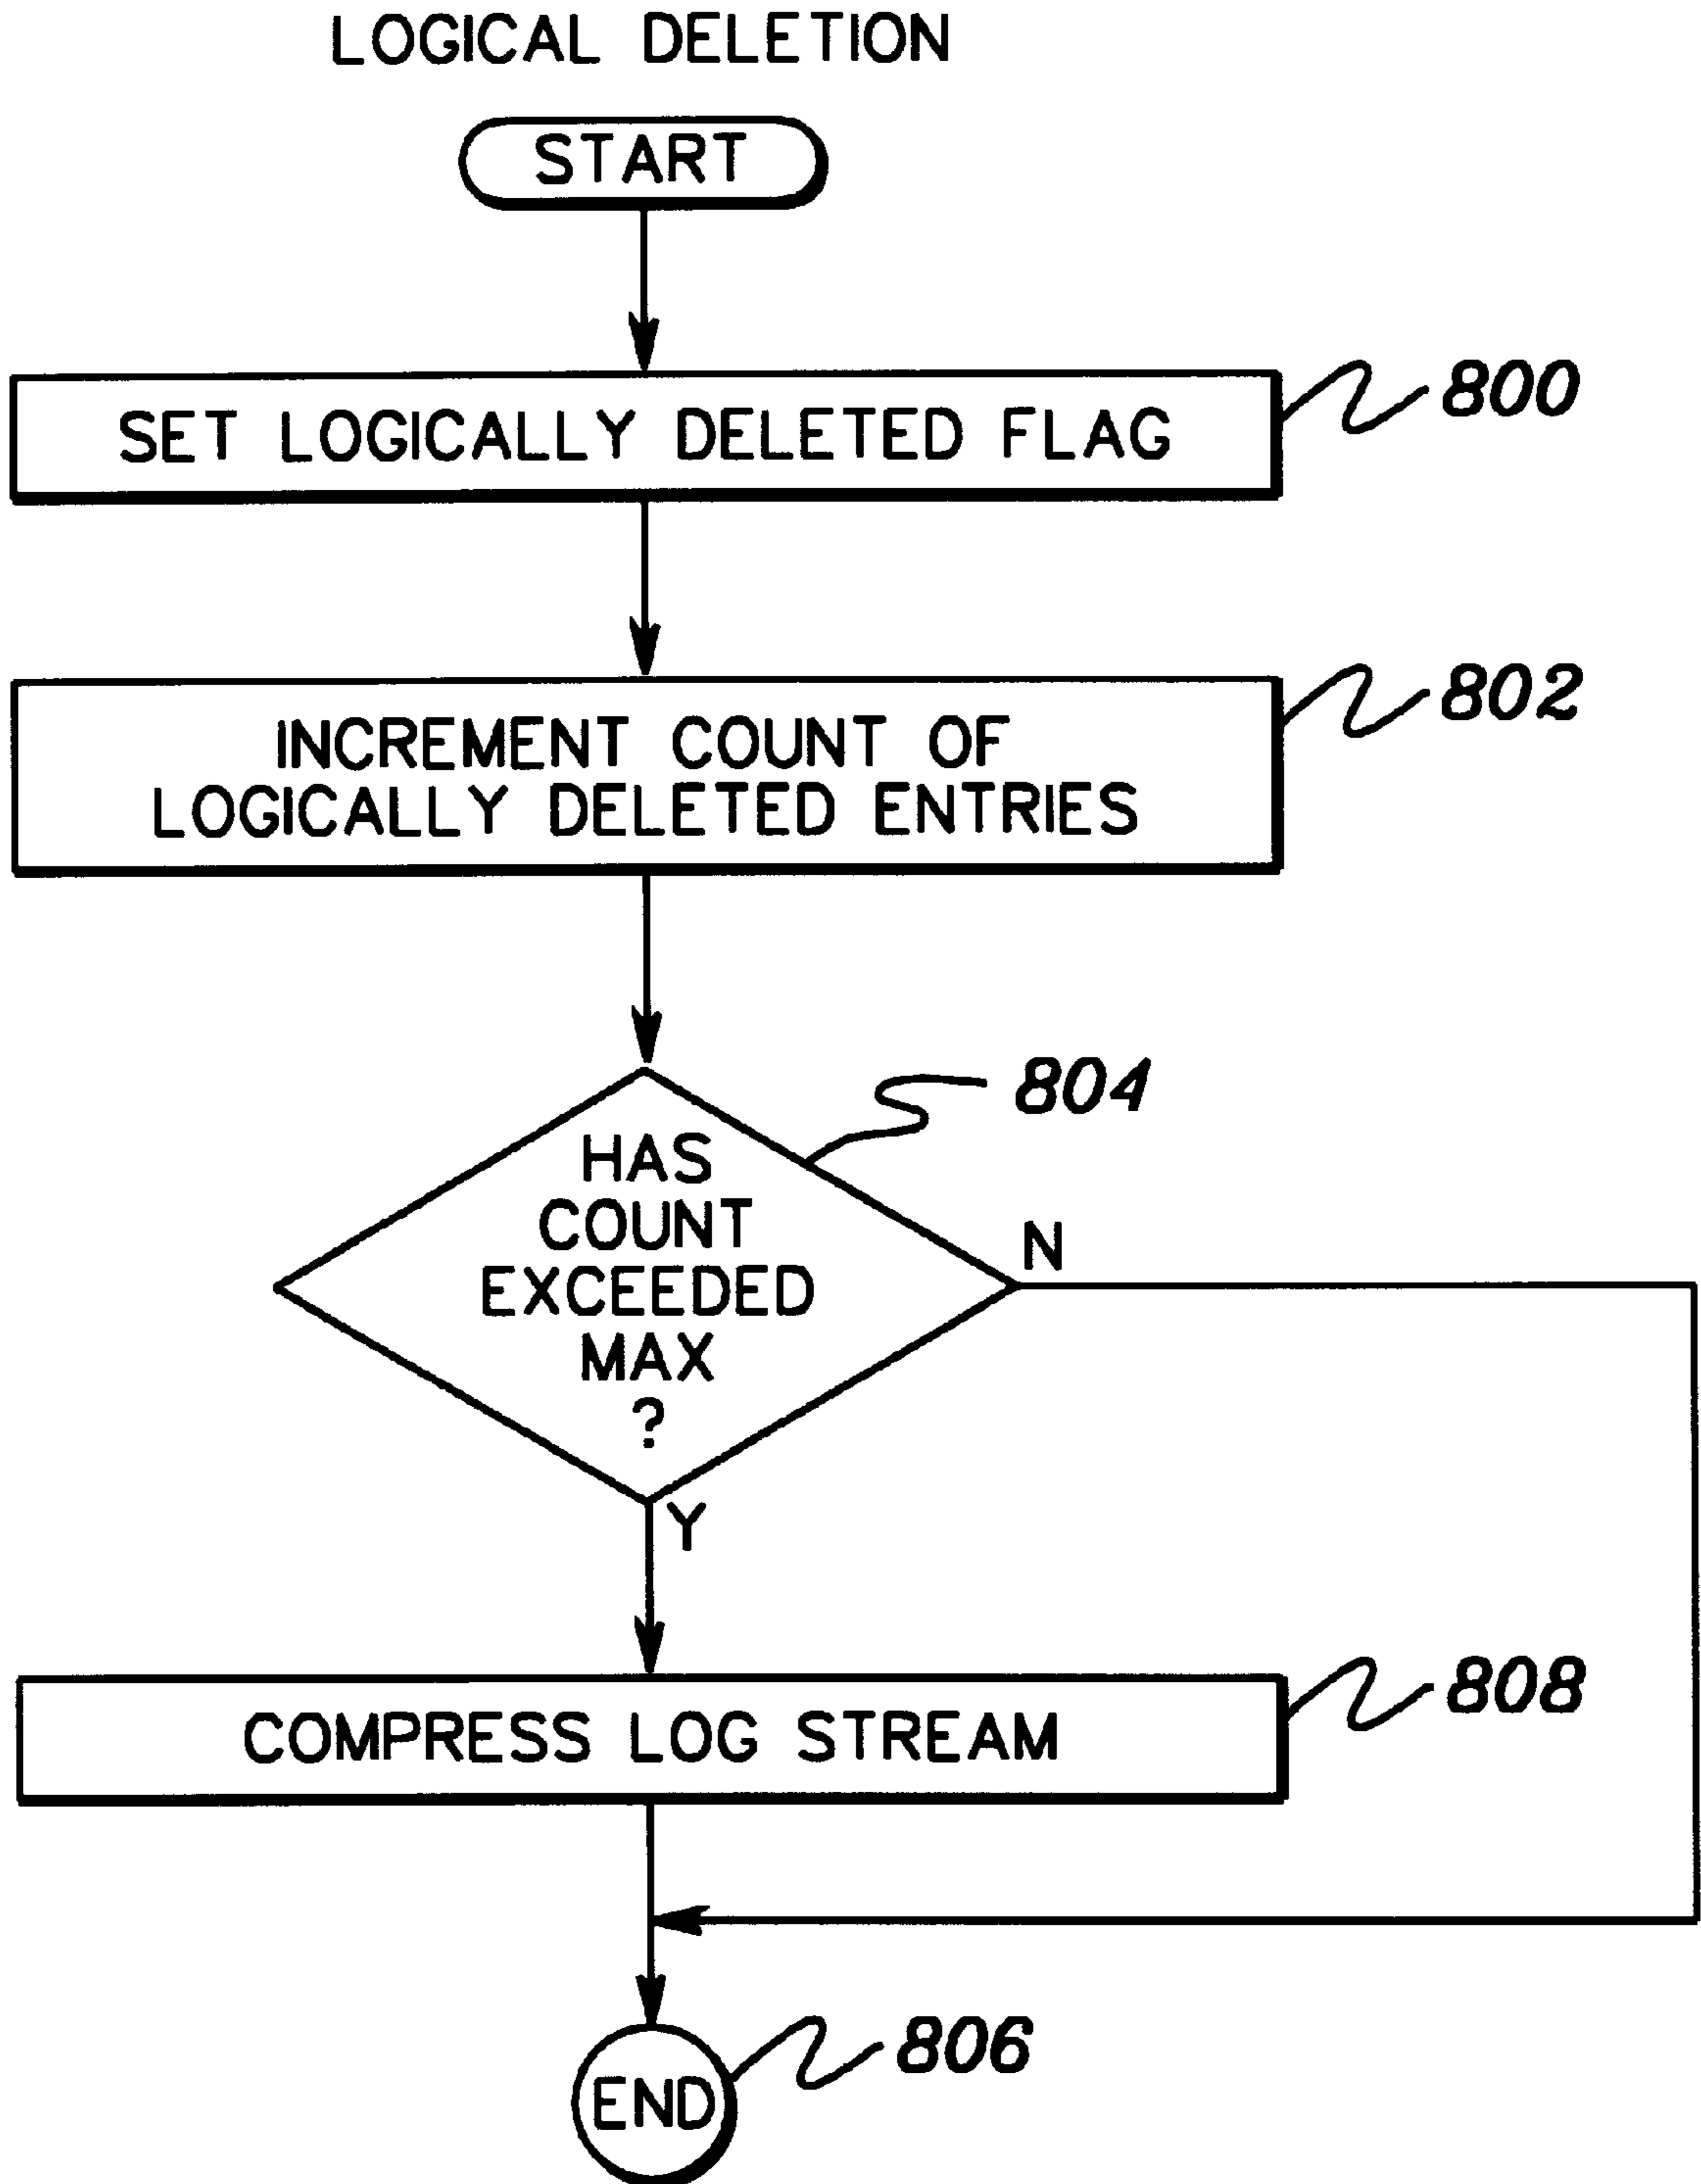 LOGICAL DELETION
START
SET LOGICALLY DELETED FLAG
800
INCREMENT COUNT OF
LOGICALLY DELETED ENTRIES
802
HAS
COUNT
EXCEEDED
MAX
?
804
N
Y
COMPRESS LOG STREAM
808
END
806